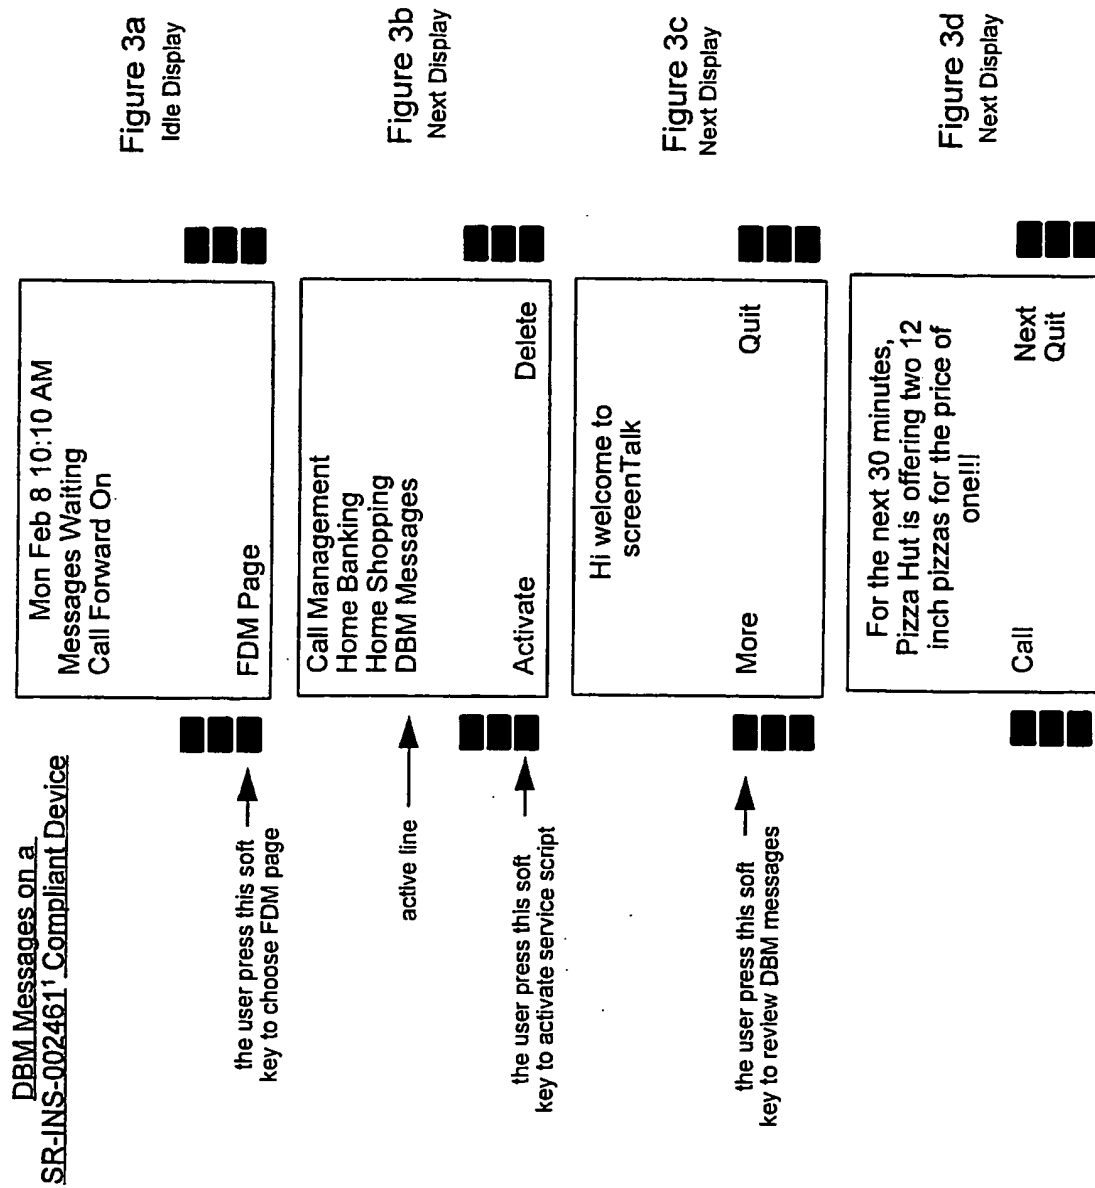 DBM Messages on a
SR-INS-002461¹ Compliant Device
Mon Feb 8 10:10 AM
Messages Waiting
Call Forward On
FDM Page
the user press this soft
key to choose FDM page
Figure 3a
Idle Display
Call Management
Home Banking
Home Shopping
DBM Messages
Activate Delete
active line
the user press this soft
key to activate service script
Figure 3b
Next Display
Hi welcome to
screenTalk
More Quit
the user press this soft
key to review DBM messages
Figure 3c
Next Display
For the next 30 minutes,
Pizza Hut is offering two 12
inch pizzas for the price of
one!!!
Call Next
Quit
Figure 3d
Next Display